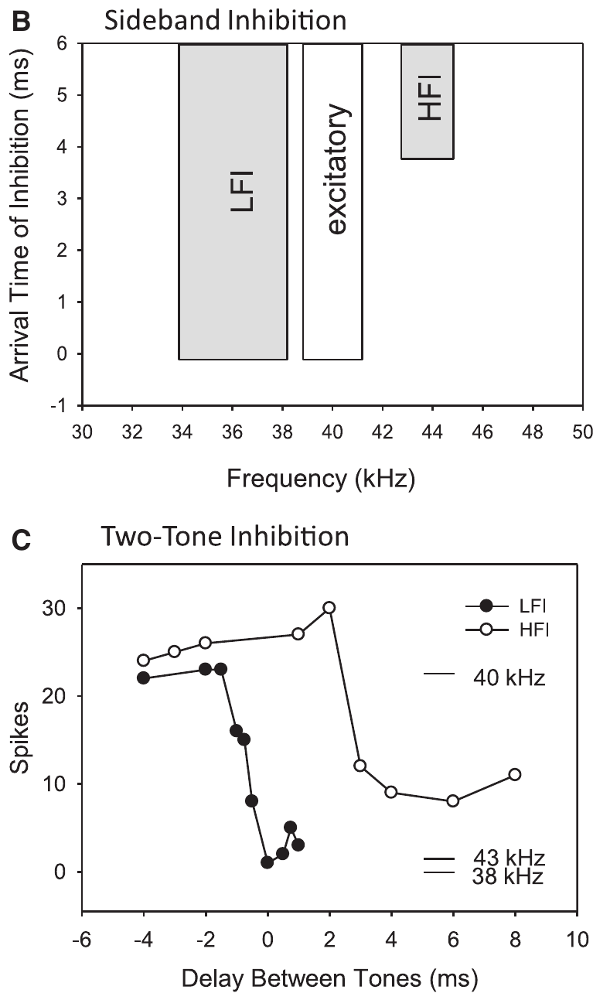 B Sideband Inhibition
Arrival Time of Inhibition (ms)
6
5
4
3
2
1
0
-1
LFI
excitatory
HFI
30 32 34 36 38 40 42 44 46 48 50
Frequency (kHz)
C Two-Tone Inhibition
Spikes
30
20
10
0
LFI
HFI
40 kHz
43 kHz
38 kHz
-6 -4 -2 0 2 4 6 8 10
Delay Between Tones (ms)